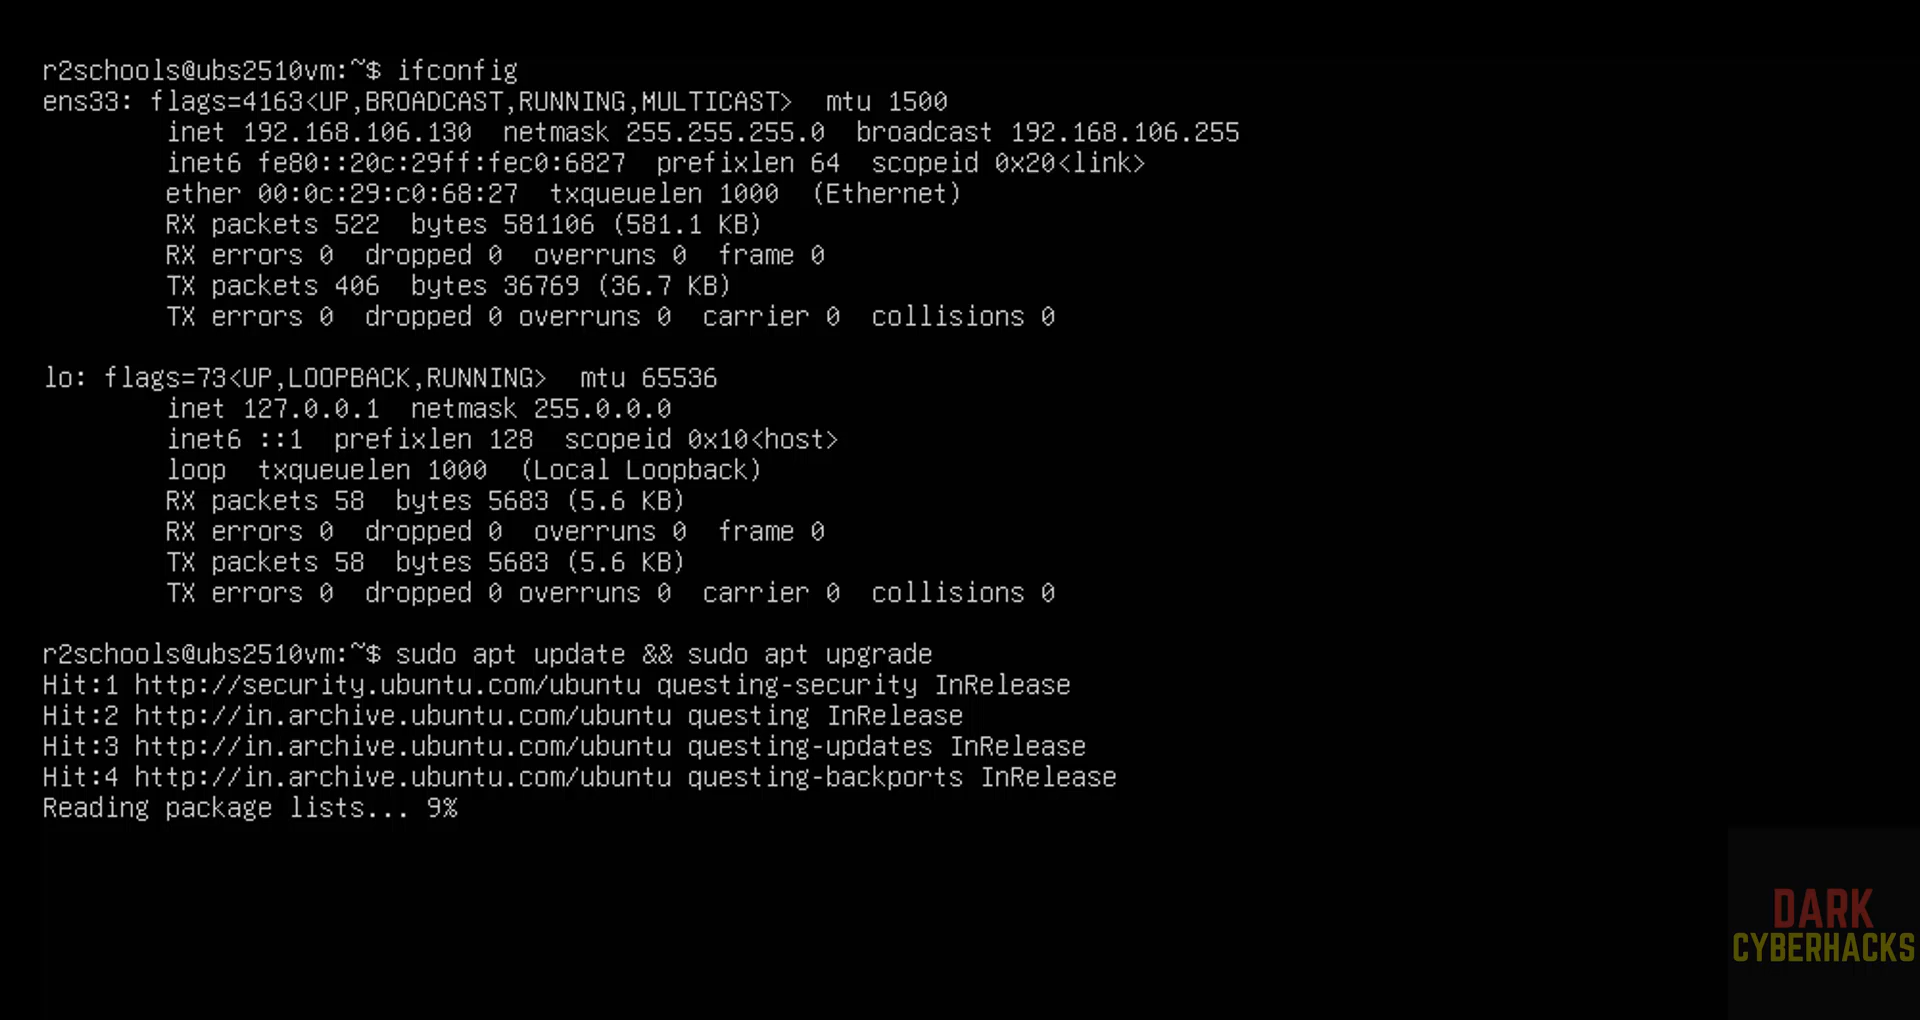 r2schools@ubs2510vm:~$ ifconfig
ens33: flags=4163<UP,BROADCAST,RUNNING,MULTICAST>  mtu 1500
        inet 192.168.106.130  netmask 255.255.255.0  broadcast 192.168.106.255
        inet6 fe80::20c:29ff:fec0:6827  prefixlen 64  scopeid 0x20<link>
        ether 00:0c:29:c0:68:27  txqueuelen 1000  (Ethernet)
        RX packets 522  bytes 581106 (581.1 KB)
        RX errors 0  dropped 0  overruns 0  frame 0
        TX packets 406  bytes 36769 (36.7 KB)
        TX errors 0  dropped 0 overruns 0  carrier 0  collisions 0

lo: flags=73<UP,LOOPBACK,RUNNING>  mtu 65536
        inet 127.0.0.1  netmask 255.0.0.0
        inet6 ::1  prefixlen 128  scopeid 0x10<host>
        loop  txqueuelen 1000  (Local Loopback)
        RX packets 58  bytes 5683 (5.6 KB)
        RX errors 0  dropped 0  overruns 0  frame 0
        TX packets 58  bytes 5683 (5.6 KB)
        TX errors 0  dropped 0 overruns 0  carrier 0  collisions 0

r2schools@ubs2510vm:~$ sudo apt update && sudo apt upgrade
Hit:1 http://security.ubuntu.com/ubuntu questing-security InRelease
Hit:2 http://in.archive.ubuntu.com/ubuntu questing InRelease
Hit:3 http://in.archive.ubuntu.com/ubuntu questing-updates InRelease
Hit:4 http://in.archive.ubuntu.com/ubuntu questing-backports InRelease
Reading package lists... 9%
DARK
CYBERHACKS